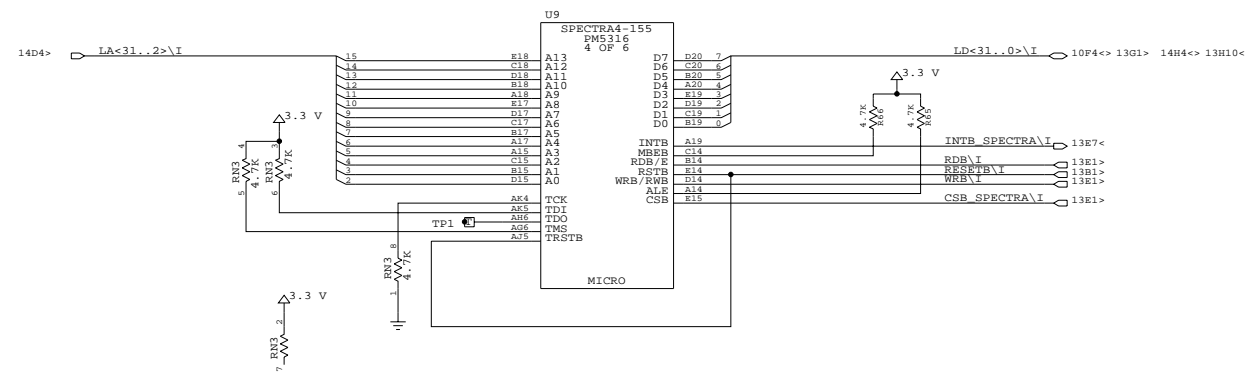 U9
SPECTRA4-155
PM5316
4 OF 6
14D4> LA<31..2>\I
15 E18 A13
14 C18 A12
13 D18 A11
12 B18 A10
11 A18 A9
10 E17 A8
9 D17 A7
8 C17 A6
7 B17 A5
6 A17 A4
5 A15 A3
4 C15 A2
3 B15 A1
2 D15 A0
AK4 TCK
AK5 TDI
AH6 TDO
AG6 TMS
AJ5 TRSTB
D7 D20 7
D6 C20 6
D5 B20 5
D4 A20 4
D3 E19 3
D2 D19 2
D1 C19 1
D0 B19 0
LD<31..0>\I 10F4<> 13G1> 14H4<> 13H10<
INTB A19 INTB_SPECTRA\I 13E7<
MBEB C14
RDB/E B14 RDB\I 13E1>
RSTB E14 RESETB\I 13B1>
WRB/RWB D14 WRB\I 13E1>
ALE A14
CSB E15 CSB_SPECTRA\I 13E1>
MICRO
3.3 V
4.7K R66
4.7K R65
3.3 V
4 RN3 4.7K 5
3 RN3 4.7K 6
TP1 T
8 RN3 4.7K 1
3.3 V
2 RN3 7